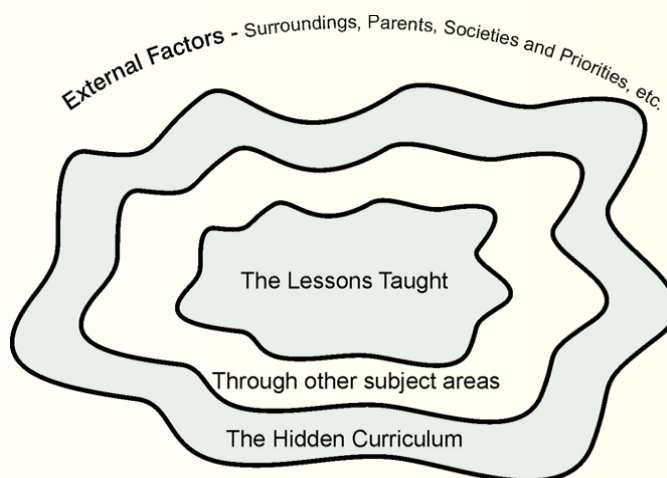 External Factors - Surroundings, Parents, Societies and Priorities, etc.
The Lessons Taught
Through other subject areas
The Hidden Curriculum